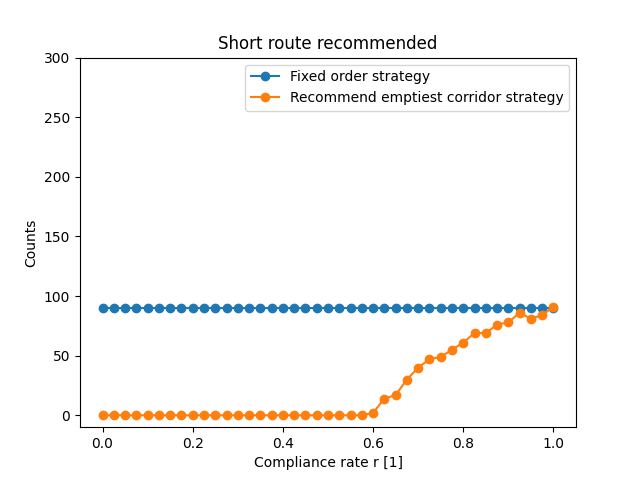 Short route recommended
Fixed order strategy
Recommend emptiest corridor strategy
Counts
300
250
200
150
100
50
0
0.0 0.2 0.4 0.6 0.8 1.0
Compliance rate r [1]